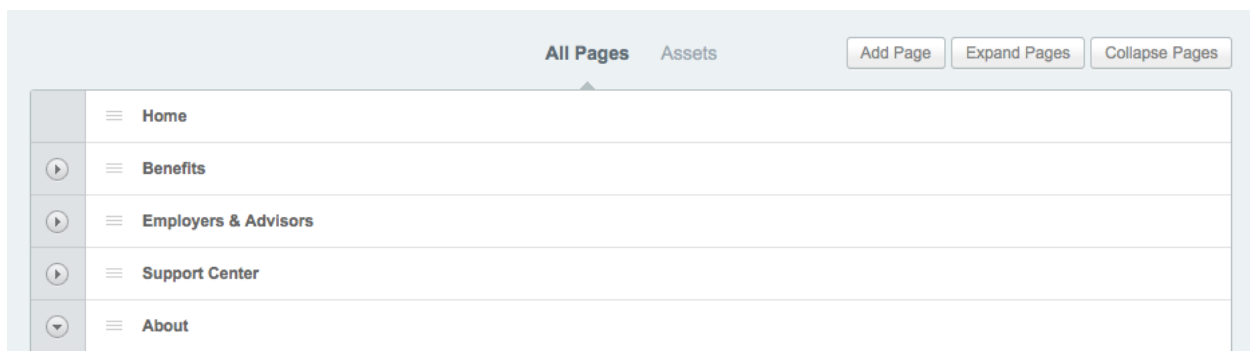 All Pages Assets Add Page Expand Pages Collapse Pages
Home
Benefits
Employers & Advisors
Support Center
About